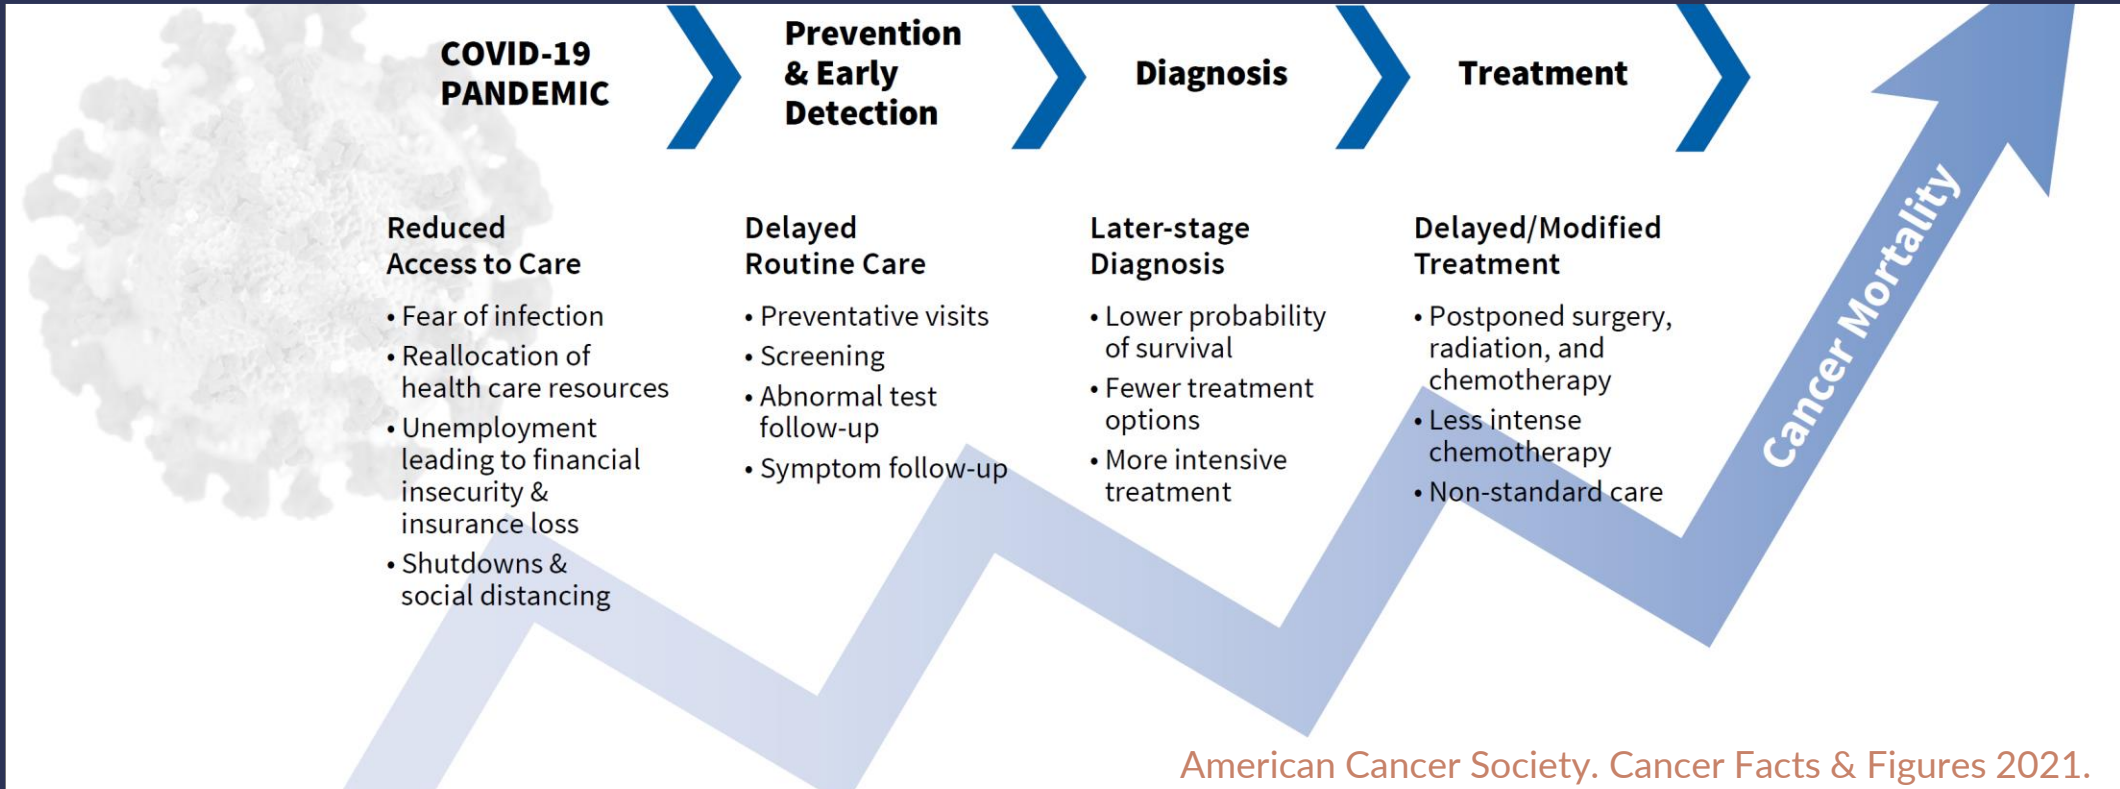 COVID-19
PANDEMIC
Prevention
& Early
Detection
Diagnosis
Treatment
Reduced
Access to Care
• Fear of infection
• Reallocation of
health care resources
• Unemployment
leading to financial
insecurity &
insurance loss
• Shutdowns &
social distancing
Delayed
Routine Care
• Preventative visits
• Screening
• Abnormal test
follow-up
• Symptom follow-up
Later-stage
Diagnosis
• Lower probability
of survival
• Fewer treatment
options
• More intensive
treatment
Delayed/Modified
Treatment
• Postponed surgery,
radiation, and
chemotherapy
• Less intense
chemotherapy
• Non-standard care
Cancer Mortality
American Cancer Society. Cancer Facts & Figures 2021.